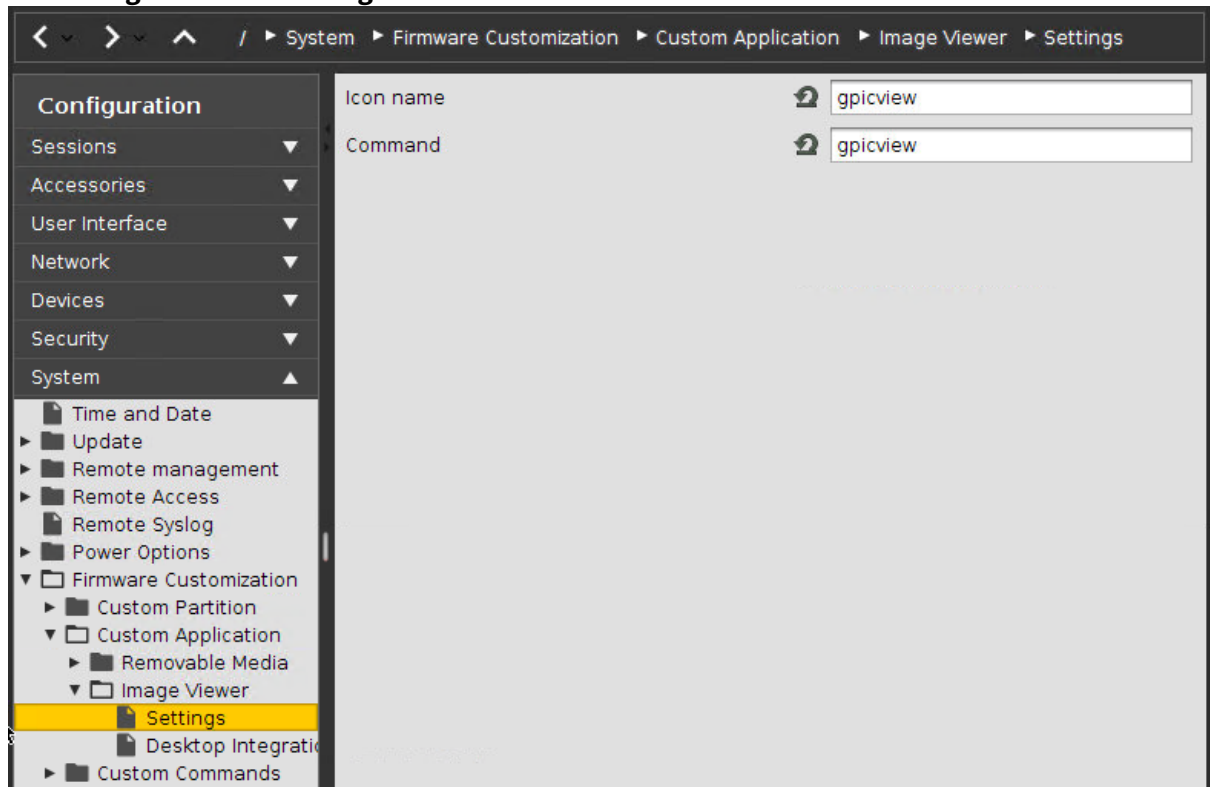 / System Firmware Customization Custom Application Image Viewer Settings
Configuration
Sessions
Accessories
User Interface
Network
Devices
Security
System
Time and Date
Update
Remote management
Remote Access
Remote Syslog
Power Options
Firmware Customization
Custom Partition
Custom Application
Removable Media
Image Viewer
Settings
Desktop Integratio
Custom Commands
Icon name gpicview
Command gpicview